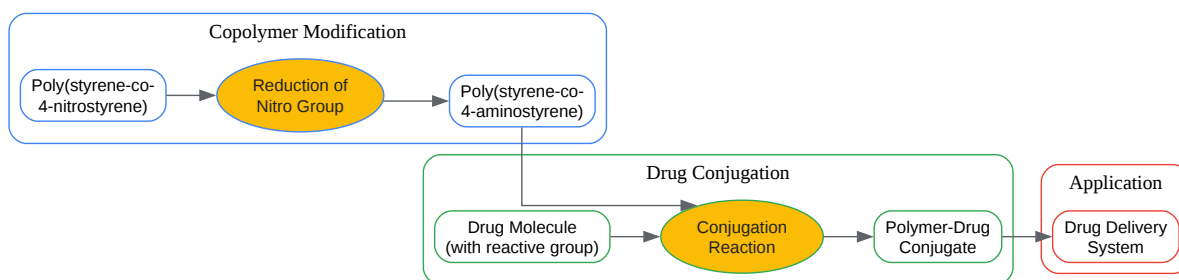 Copolymer Modification
Poly(styrene-co-
4-nitrostyrene)
Reduction of
Nitro Group
Poly(styrene-co-
4-aminostyrene)
Drug Conjugation
Drug Molecule
(with reactive group)
Conjugation
Reaction
Polymer-Drug
Conjugate
Application
Drug Delivery
System